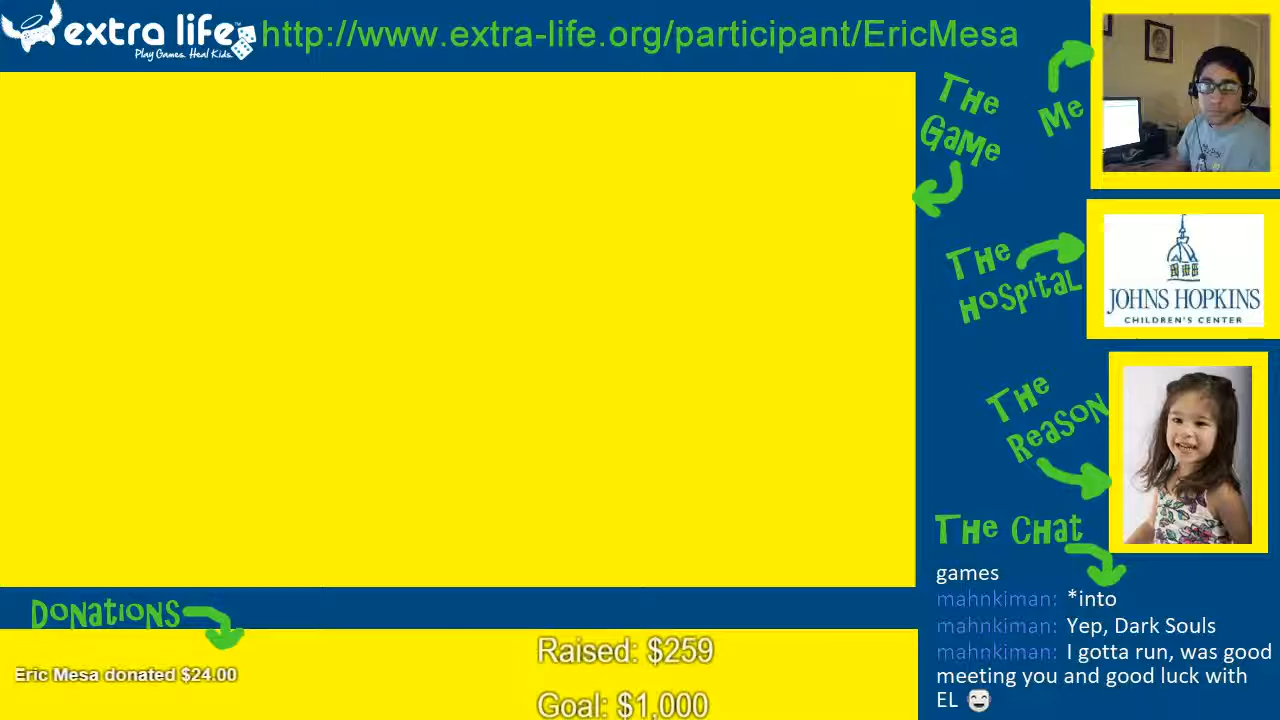 extra life
Play Games. Heal Kids.
http://www.extra-life.org/participant/EricMesa
THE
GAME
Me
THE
HOSPITAL
JOHNS HOPKINS
CHILDREN'S CENTER
THE
REASON
THE CHAT
games
mahnkiman: *into
mahnkiman: Yep, Dark Souls
mahnkiman: I gotta run, was good
meeting you and good luck with
EL
DONATIONS
Eric Mesa donated $24.00
Raised: $259
Goal: $1,000